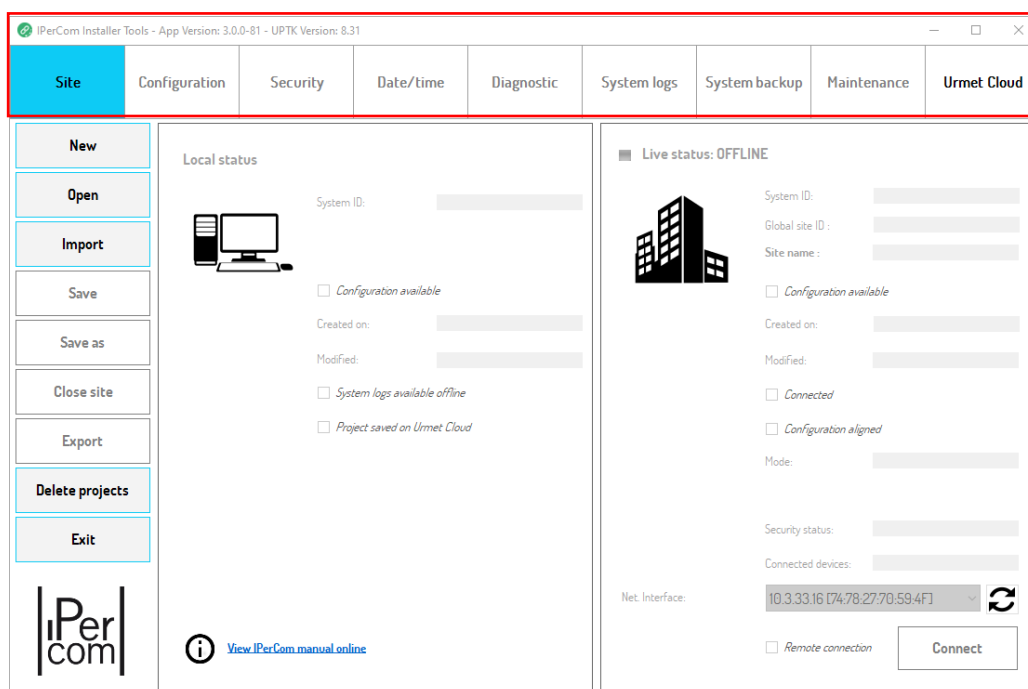 IPerCom Installer Tools - App Version: 3.0.0-81 - UPTK Version: 8.31
Site
Configuration
Security
Date/time
Diagnostic
System logs
System backup
Maintenance
Urmet Cloud
New
Open
Import
Save
Save as
Close site
Export
Delete projects
Exit
IPer
com
Local status
System ID:
Configuration available
Created on:
Modified:
System logs available offline
Project saved on Urmet Cloud
View IPerCom manual online
Live status: OFFLINE
System ID:
Global site ID :
Site name :
Configuration available
Created on:
Modified:
Connected
Configuration aligned
Mode:
Security status:
Connected devices:
Net. Interface:
10.3.33.16 [74:78:27:70:59:4F]
Remote connection
Connect